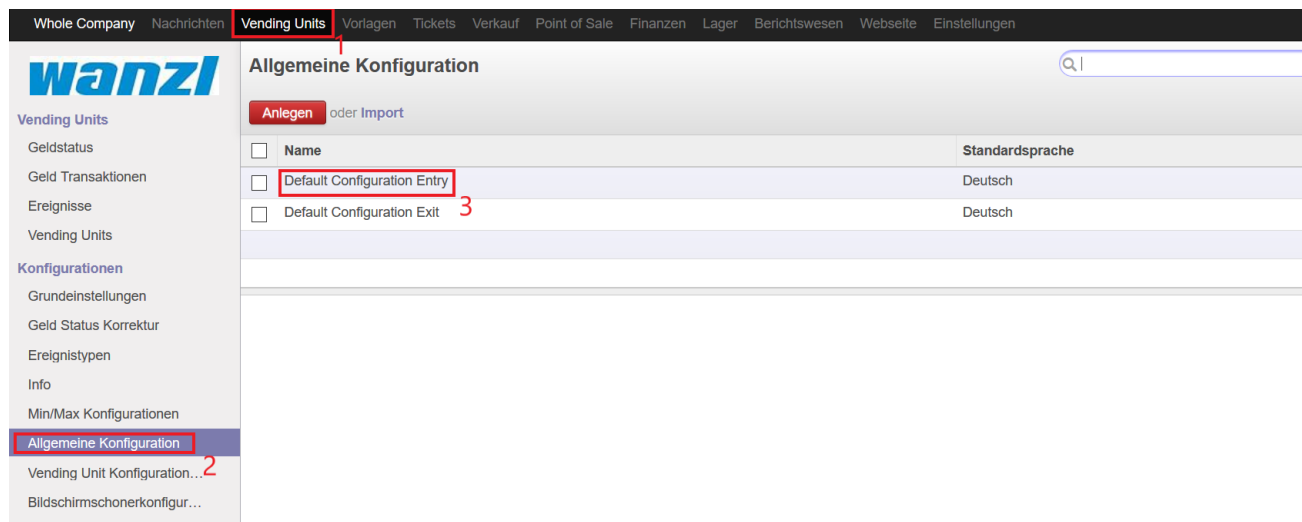 Whole Company Nachrichten Vending Units Vorlagen Tickets Verkauf Point of Sale Finanzen Lager Berichtswesen Webseite Einstellungen
1
wanzl
Allgemeine Konfiguration
Anlegen oder Import
Vending Units
Geldstatus
Geld Transaktionen
Ereignisse
Vending Units
Konfigurationen
Grundeinstellungen
Geld Status Korrektur
Ereignistypen
Info
Min/Max Konfigurationen
Allgemeine Konfiguration
2
Vending Unit Konfiguration…
Bildschirmschonerkonfigur…
Name Standardsprache
Default Configuration Entry Deutsch
3
Default Configuration Exit Deutsch